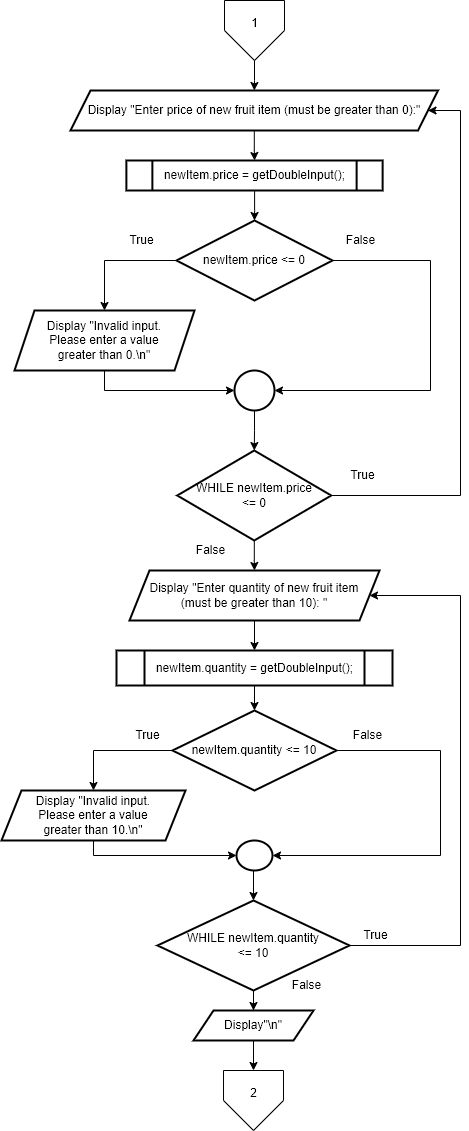 1
Display "Enter price of new fruit item (must be greater than 0):"
newItem.price = getDoubleInput();
True
False
newItem.price <= 0
Display "Invalid input.
Please enter a value
greater than 0.\n"
WHILE newItem.price
<= 0
True
False
Display "Enter quantity of new fruit item
(must be greater than 10): "
newItem.quantity = getDoubleInput();
True
False
newItem.quantity <= 10
Display "Invalid input.
Please enter a value
greater than 10.\n"
WHILE newItem.quantity
<= 10
True
False
Display"\n"
2